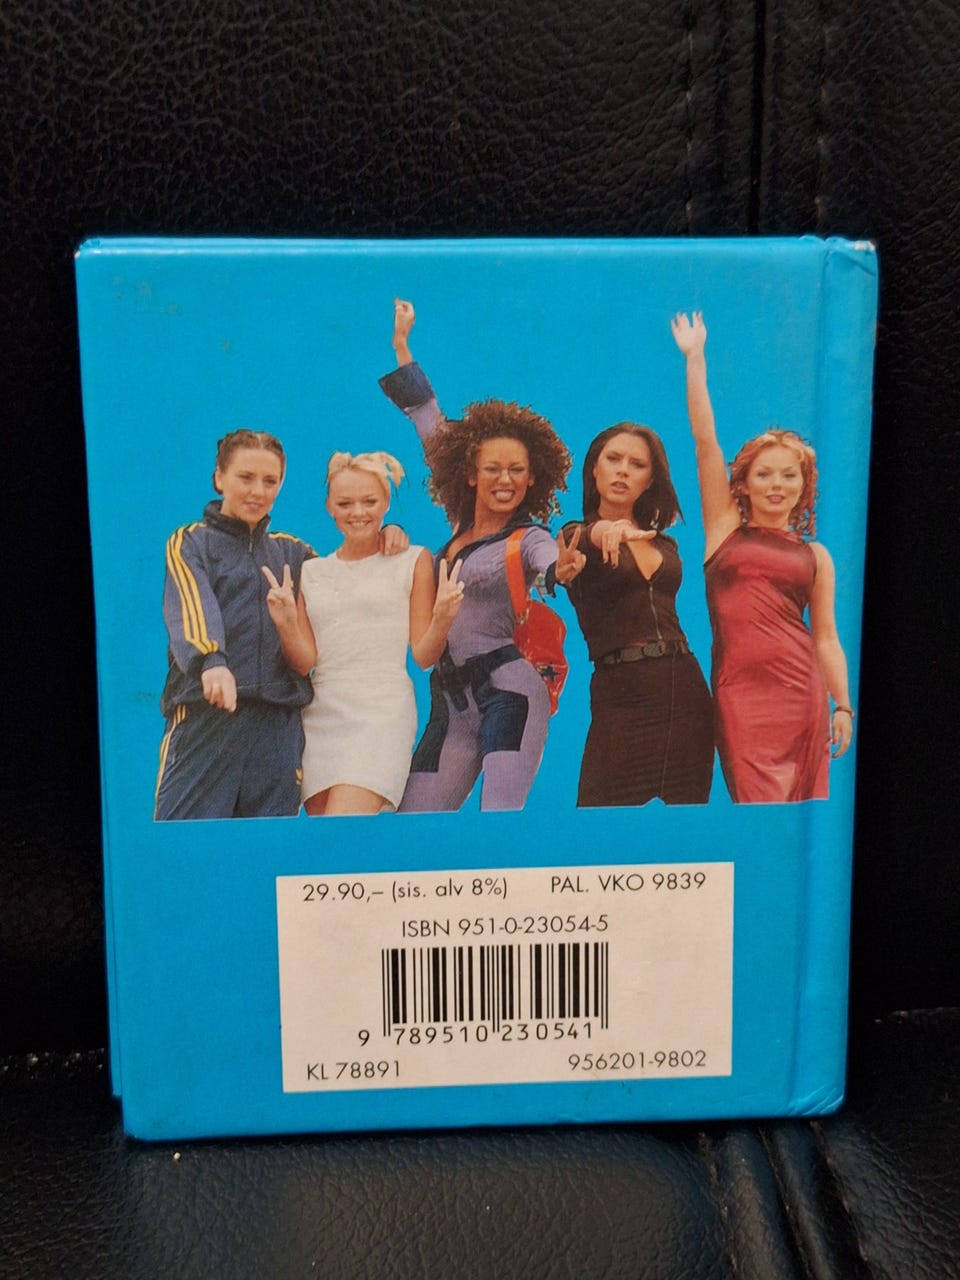 29.90,– (sis. alv 8%) PAL. VKO 9839
ISBN 951-0-23054-5
9 789510 230541
KL 78891 956201-9802